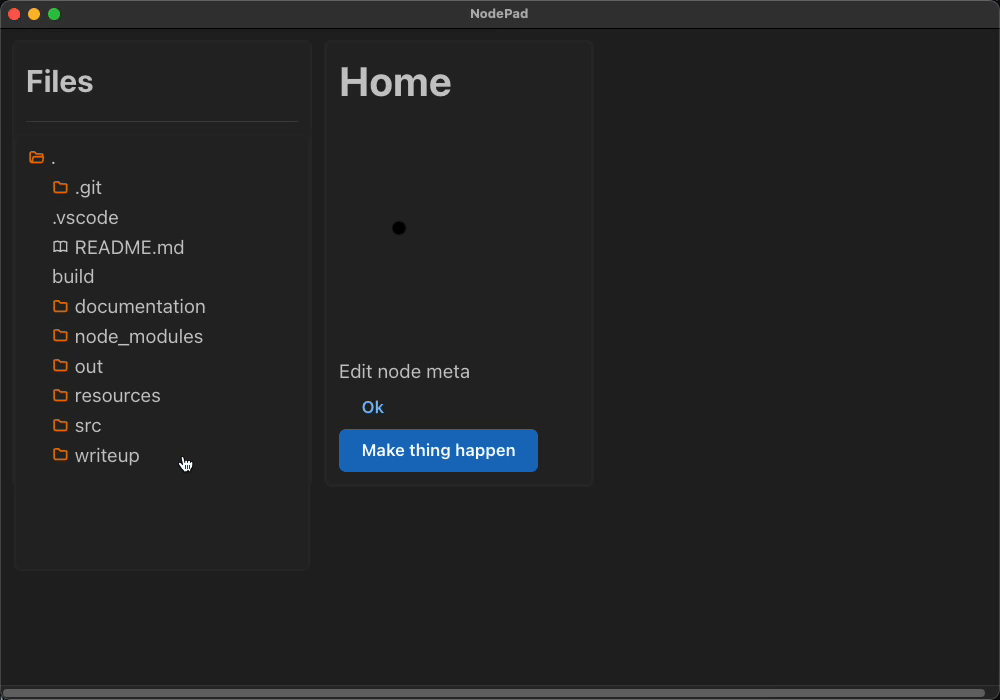 NodePad
Files
.
.git
.vscode
README.md
build
documentation
node_modules
out
resources
src
writeup
Home
Edit node meta
Ok
Make thing happen